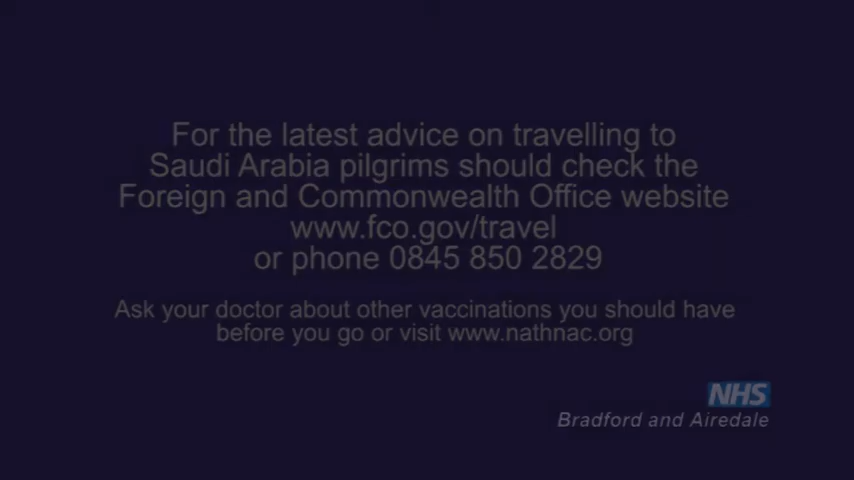 For the latest advice on travelling to
Saudi Arabia pilgrims should check the
Foreign and Commonwealth Office website
www.fco.gov/travel
or phone 0845 850 2829
Ask your doctor about other vaccinations you should have
before you go or visit www.nathnac.org
NHS
Bradford and Airedale